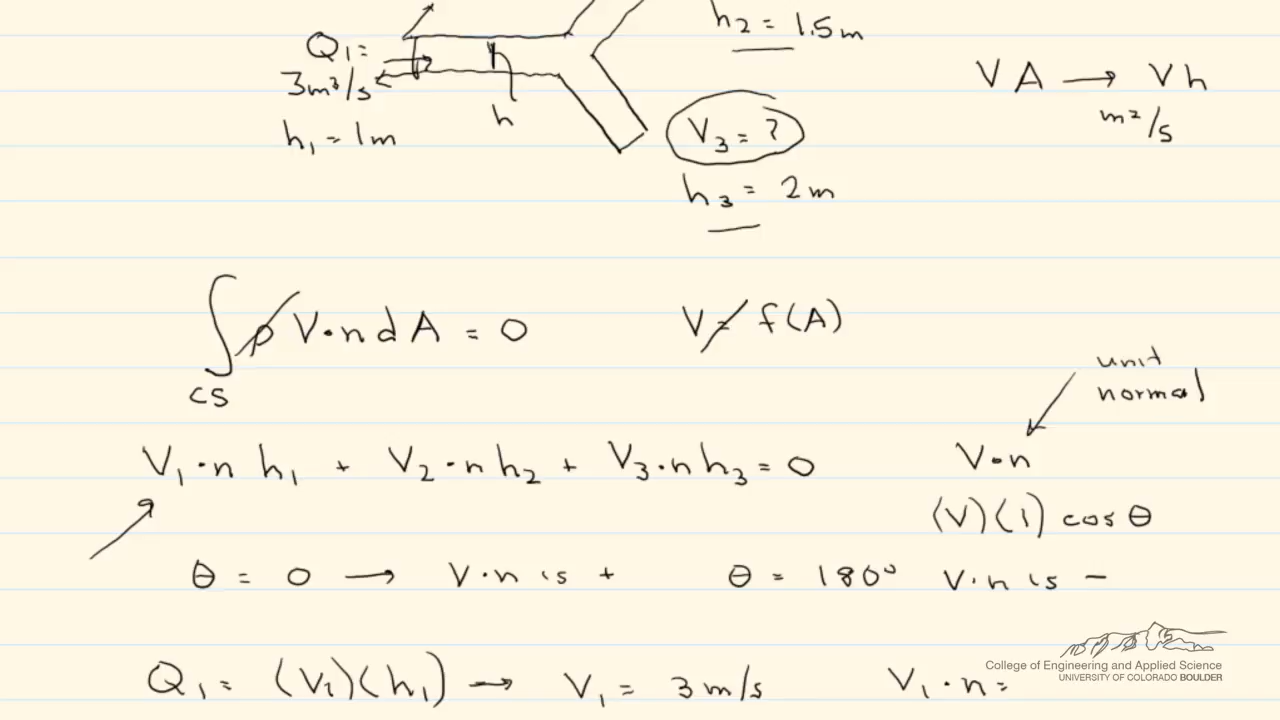 h₂ = 1.5m
Q₁ =
3m³/s
h₁ = 1m
h
V₃ = ?
h₃ = 2m
VA → Vh
m²/s
∫ ρ V·n dA = 0
CS
V = f(A)
unit
normal
V₁·n h₁ + V₂·n h₂ + V₃·n h₃ = 0
V·n
(V)(1) cos θ
θ = 0 → V·n is +
θ = 180° V·n is −
College of Engineering and Applied Science
UNIVERSITY OF COLORADO BOULDER
Q₁ = (V₁)(h₁) → V₁ = 3 m/s
V₁·n =